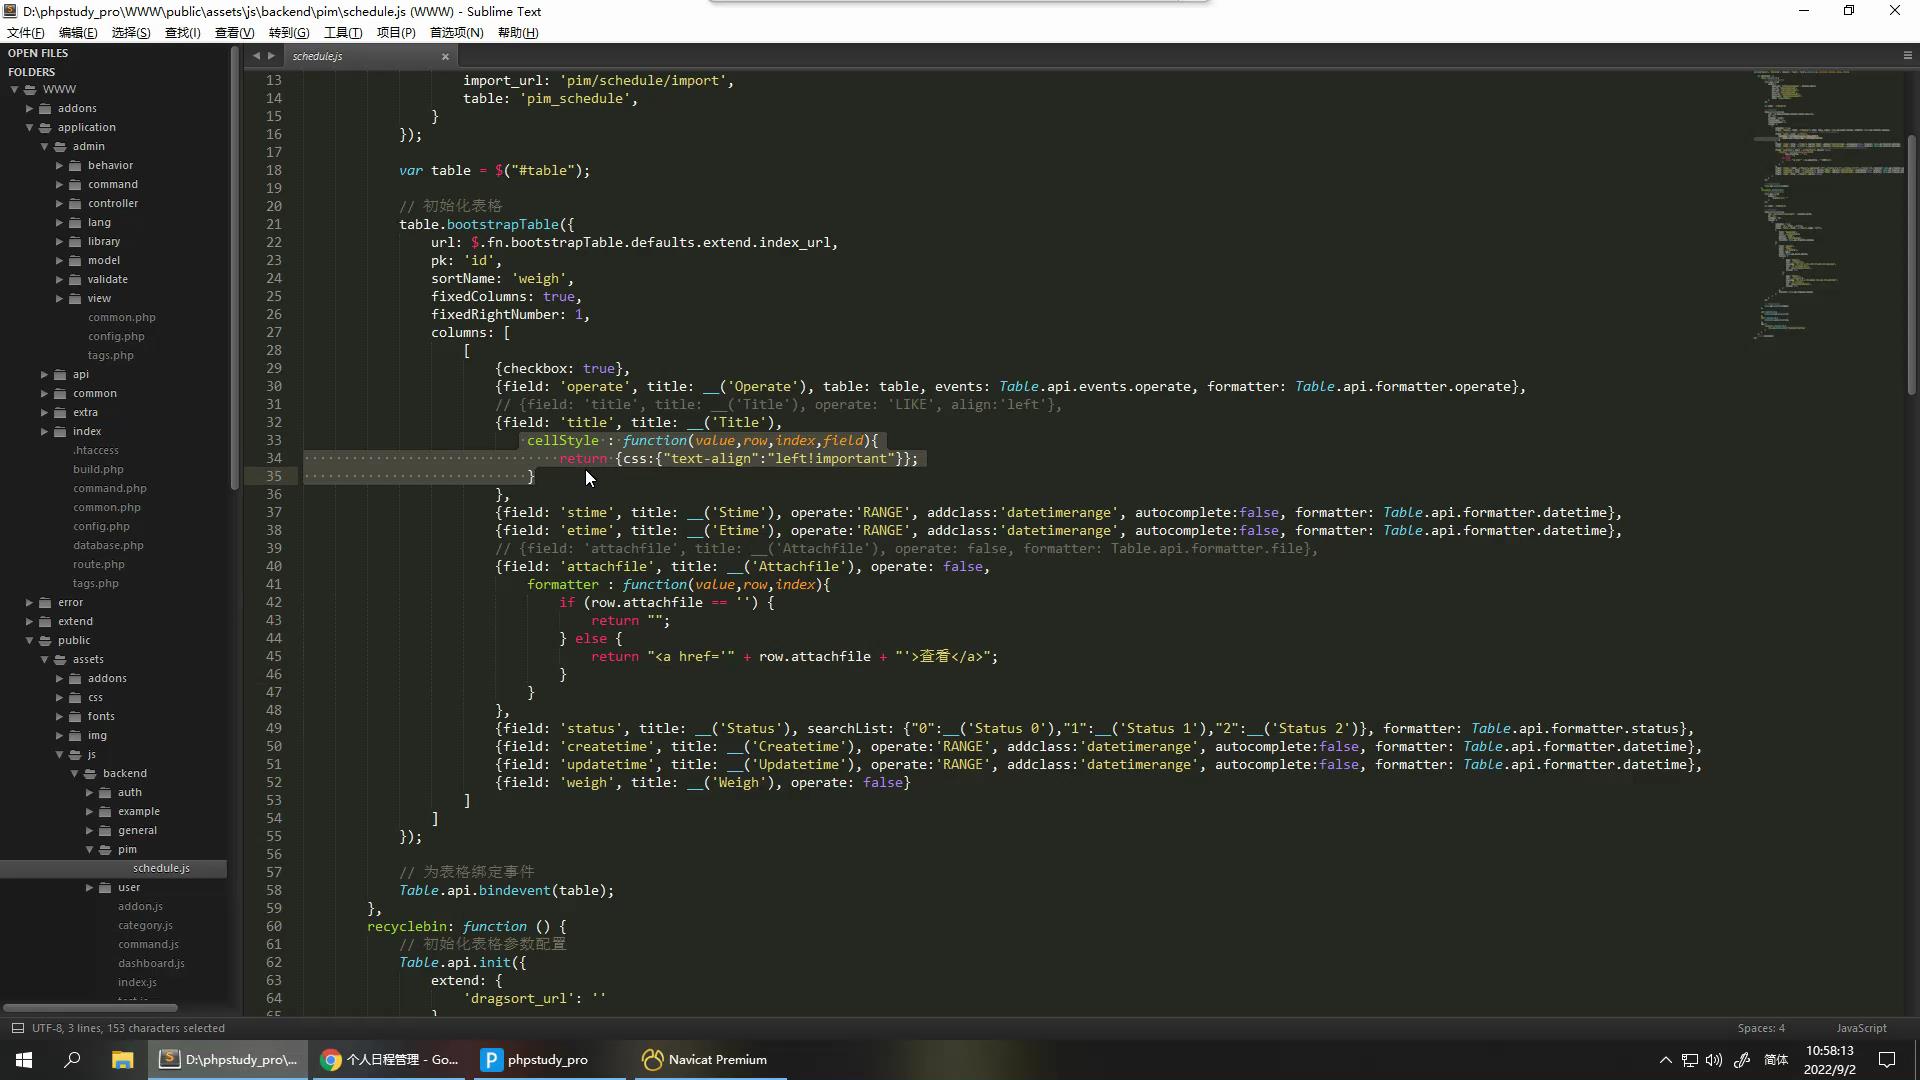 D:\phpstudy_pro\WWW\public\assets\js\backend\pim\schedule.js (WWW) - Sublime Text
文件(F) 编辑(E) 选择(S) 查找(I) 查看(V) 转到(G) 工具(T) 项目(P) 首选项(N) 帮助(H)
OPEN FILES
FOLDERS
WWW
addons
application
admin
behavior
command
controller
lang
library
model
validate
view
common.php
config.php
tags.php
api
common
extra
index
.htaccess
build.php
command.php
common.php
config.php
database.php
route.php
tags.php
error
extend
public
assets
addons
css
fonts
img
js
backend
auth
example
general
pim
schedule.js
user
addon.js
category.js
command.js
dashboard.js
index.js
schedule.js
13 import_url: 'pim/schedule/import',
14 table: 'pim_schedule',
15 }
16 });
17
18 var table = $("#table");
19
20 // 初始化表格
21 table.bootstrapTable({
22 url: $.fn.bootstrapTable.defaults.extend.index_url,
23 pk: 'id',
24 sortName: 'weigh',
25 fixedColumns: true,
26 fixedRightNumber: 1,
27 columns: [
28 [
29 {checkbox: true},
30 {field: 'operate', title: __('Operate'), table: table, events: Table.api.events.operate, formatter: Table.api.formatter.operate},
31 // {field: 'title', title: __('Title'), operate: 'LIKE', align:'left'},
32 {field: 'title', title: __('Title'),
33 cellStyle : function(value,row,index,field){
34 return {css:{"text-align":"left!important"}};
35 }
36 },
37 {field: 'stime', title: __('Stime'), operate:'RANGE', addclass:'datetimerange', autocomplete:false, formatter: Table.api.formatter.datetime},
38 {field: 'etime', title: __('Etime'), operate:'RANGE', addclass:'datetimerange', autocomplete:false, formatter: Table.api.formatter.datetime},
39 // {field: 'attachfile', title: __('Attachfile'), operate: false, formatter: Table.api.formatter.file},
40 {field: 'attachfile', title: __('Attachfile'), operate: false,
41 formatter : function(value,row,index){
42 if (row.attachfile == '') {
43 return "";
44 } else {
45 return "<a href='" + row.attachfile + "'>查看</a>";
46 }
47 }
48 },
49 {field: 'status', title: __('Status'), searchList: {"0":__('Status 0'),"1":__('Status 1'),"2":__('Status 2')}, formatter: Table.api.formatter.status},
50 {field: 'createtime', title: __('Createtime'), operate:'RANGE', addclass:'datetimerange', autocomplete:false, formatter: Table.api.formatter.datetime},
51 {field: 'updatetime', title: __('Updatetime'), operate:'RANGE', addclass:'datetimerange', autocomplete:false, formatter: Table.api.formatter.datetime},
52 {field: 'weigh', title: __('Weigh'), operate: false}
53 ]
54 ]
55 });
56
57 // 为表格绑定事件
58 Table.api.bindevent(table);
59 },
60 recyclebin: function () {
61 // 初始化表格参数配置
62 Table.api.init({
63 extend: {
64 'dragsort_url': ''
65 }
UTF-8, 3 lines, 153 characters selected
Spaces: 4 JavaScript
D:\phpstudy_pro\... 个人日程管理 - Go... phpstudy_pro Navicat Premium
简体
10:58:13
2022/9/2